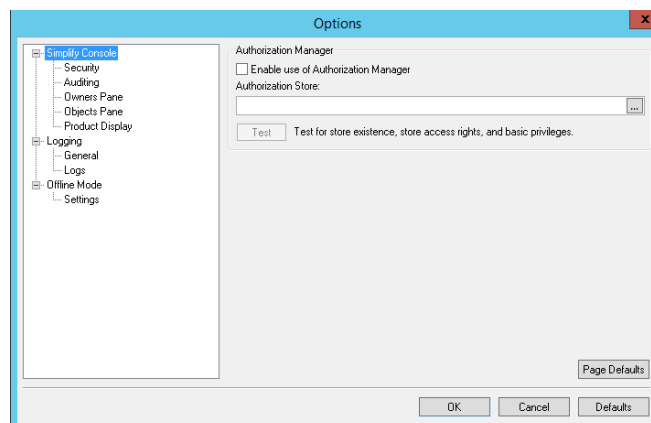 Options
x
Simplify Console
Security
Auditing
Owners Pane
Objects Pane
Product Display
Logging
General
Logs
Offline Mode
Settings
Authorization Manager
Enable use of Authorization Manager
Authorization Store:
...
Test Test for store existence, store access rights, and basic privileges.
Page Defaults
OK Cancel Defaults